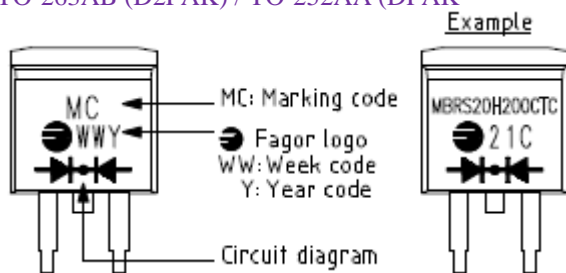 TO-263AB (D2PAK) / TO-252AA (DPAK
Example
MC
WWY
MC: Marking code
Fagor logo
WW: Week code
Y: Year code
Circuit diagram
MBRS20H200CTC
21C